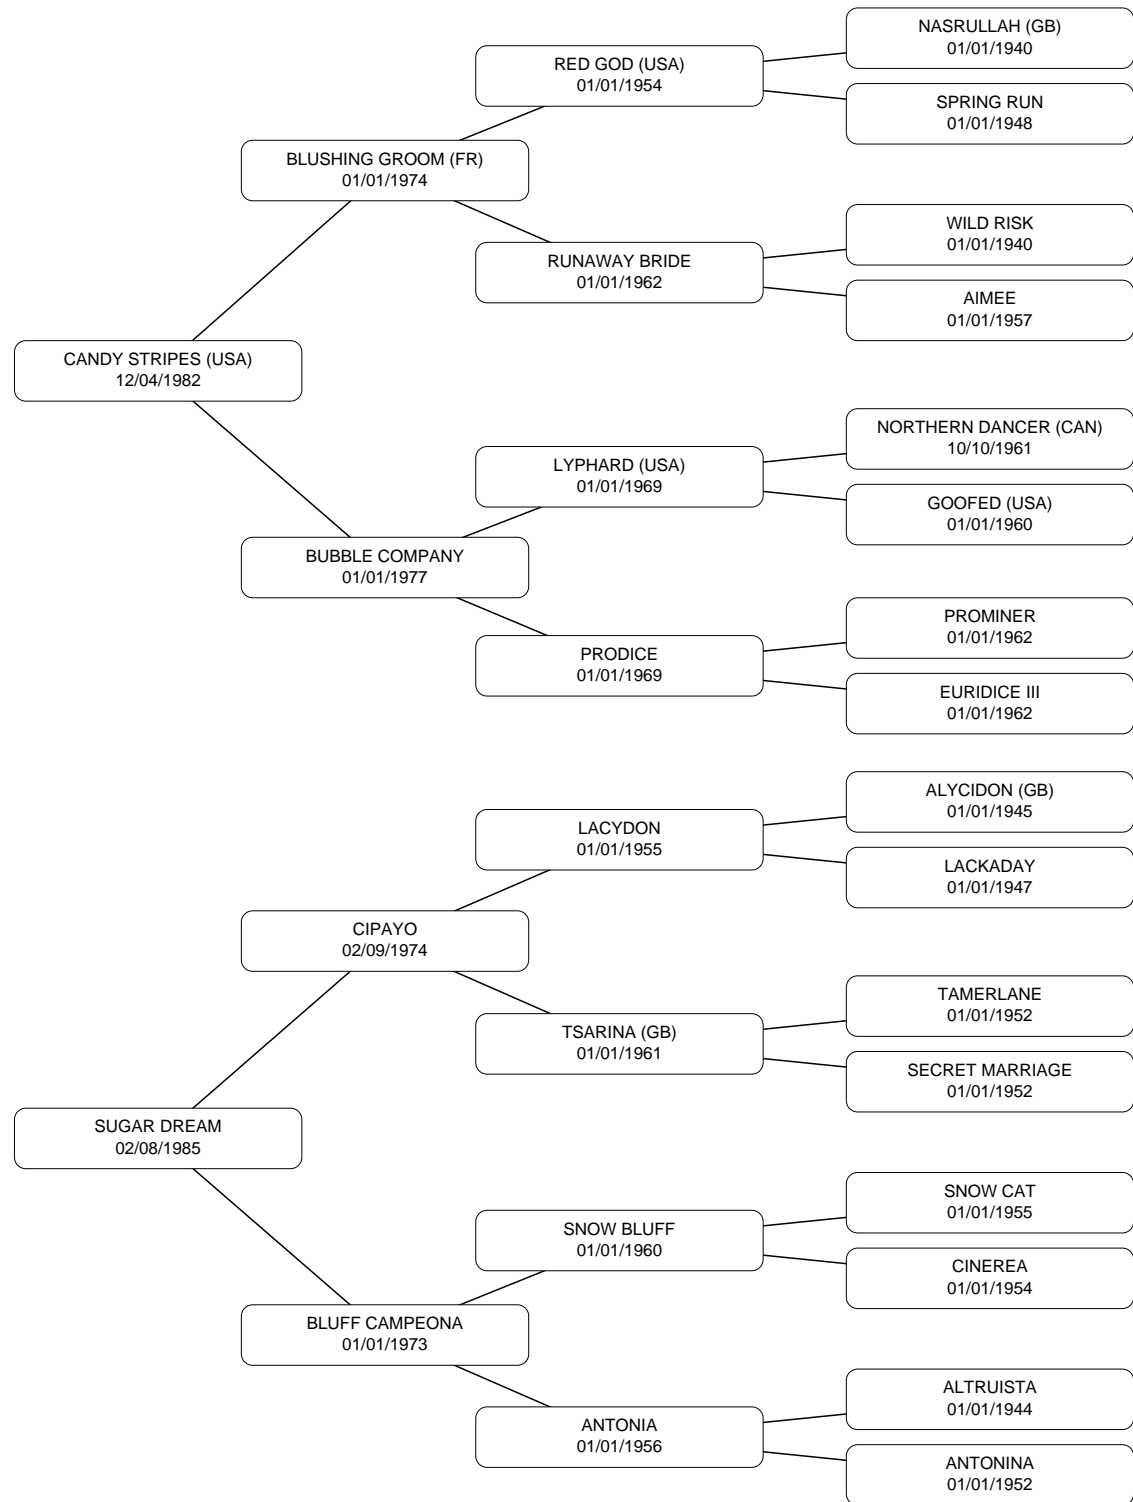 NASRULLAH (GB)
01/01/1940
RED GOD (USA)
01/01/1954
SPRING RUN
01/01/1948
BLUSHING GROOM (FR)
01/01/1974
WILD RISK
01/01/1940
RUNAWAY BRIDE
01/01/1962
AIMEE
01/01/1957
CANDY STRIPES (USA)
12/04/1982
NORTHERN DANCER (CAN)
10/10/1961
LYPHARD (USA)
01/01/1969
GOOFED (USA)
01/01/1960
BUBBLE COMPANY
01/01/1977
PROMINER
01/01/1962
PRODICE
01/01/1969
EURIDICE III
01/01/1962
ALYCIDON (GB)
01/01/1945
LACYDON
01/01/1955
LACKADAY
01/01/1947
CIPAYO
02/09/1974
TAMERLANE
01/01/1952
TSARINA (GB)
01/01/1961
SECRET MARRIAGE
01/01/1952
SUGAR DREAM
02/08/1985
SNOW CAT
01/01/1955
SNOW BLUFF
01/01/1960
CINEREA
01/01/1954
BLUFF CAMPEONA
01/01/1973
ALTRUISTA
01/01/1944
ANTONIA
01/01/1956
ANTONINA
01/01/1952